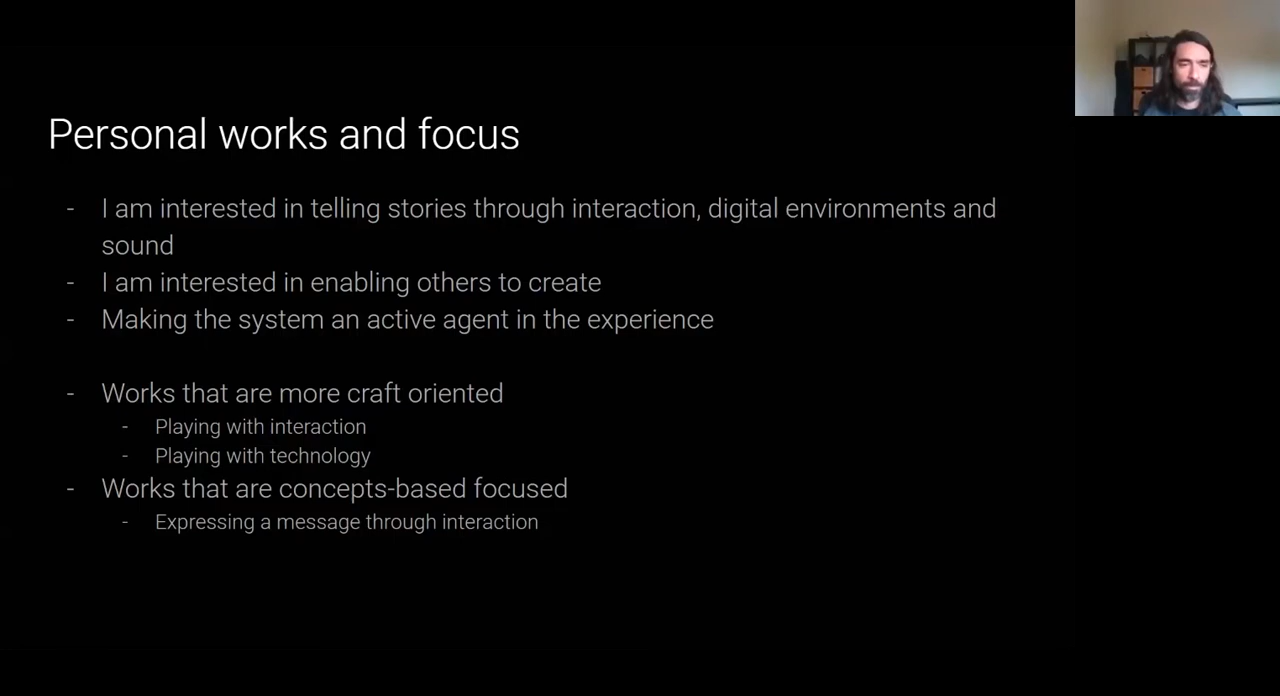 Personal works and focus
- I am interested in telling stories through interaction, digital environments and
sound
- I am interested in enabling others to create
- Making the system an active agent in the experience
- Works that are more craft oriented
- Playing with interaction
- Playing with technology
- Works that are concepts-based focused
- Expressing a message through interaction